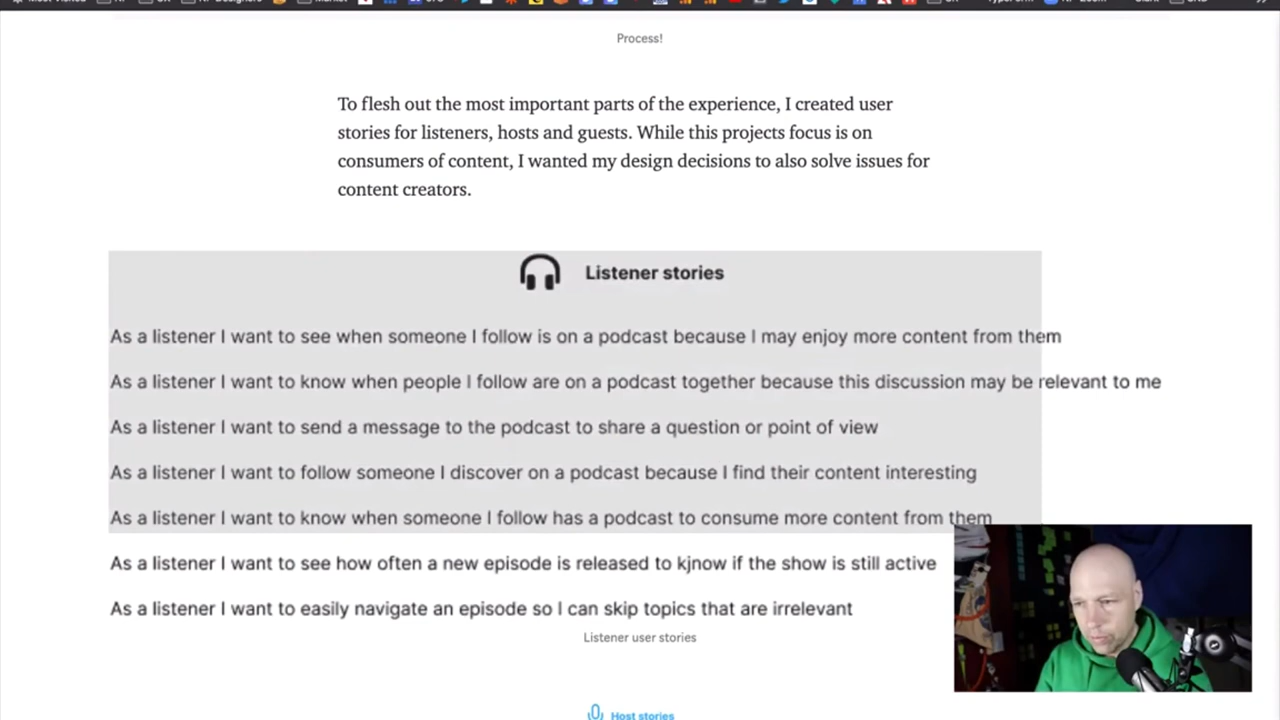 Process!
To flesh out the most important parts of the experience, I created user
stories for listeners, hosts and guests. While this projects focus is on
consumers of content, I wanted my design decisions to also solve issues for
content creators.
Listener stories
As a listener I want to see when someone I follow is on a podcast because I may enjoy more content from them
As a listener I want to know when people I follow are on a podcast together because this discussion may be relevant to me
As a listener I want to send a message to the podcast to share a question or point of view
As a listener I want to follow someone I discover on a podcast because I find their content interesting
As a listener I want to know when someone I follow has a podcast to consume more content from them
As a listener I want to see how often a new episode is released to kjnow if the show is still active
As a listener I want to easily navigate an episode so I can skip topics that are irrelevant
Listener user stories
Host stories